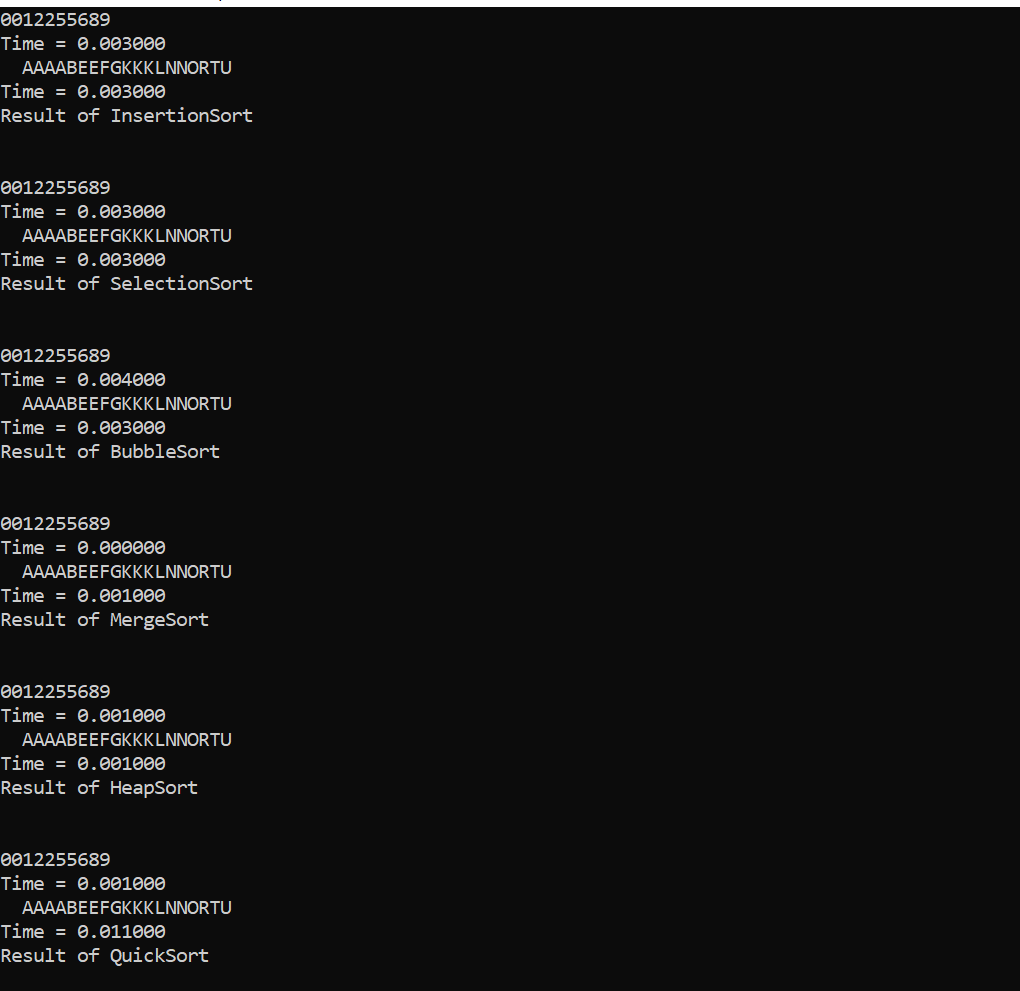 0012255689
Time = 0.003000
  AAAABEEFGKKKLNNORTU
Time = 0.003000
Result of InsertionSort
0012255689
Time = 0.003000
  AAAABEEFGKKKLNNORTU
Time = 0.003000
Result of SelectionSort
0012255689
Time = 0.004000
  AAAABEEFGKKKLNNORTU
Time = 0.003000
Result of BubbleSort
0012255689
Time = 0.000000
  AAAABEEFGKKKLNNORTU
Time = 0.001000
Result of MergeSort
0012255689
Time = 0.001000
  AAAABEEFGKKKLNNORTU
Time = 0.001000
Result of HeapSort
0012255689
Time = 0.001000
  AAAABEEFGKKKLNNORTU
Time = 0.011000
Result of QuickSort